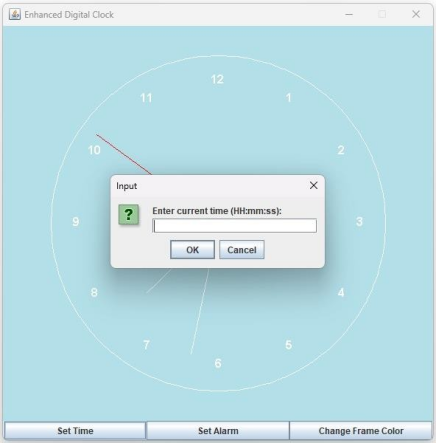 Enhanced Digital Clock
12
11
1
10
2
Input
Enter current time (HH:mm:ss):
9
3
OK
Cancel
8
4
7
5
6
Set Time
Set Alarm
Change Frame Color